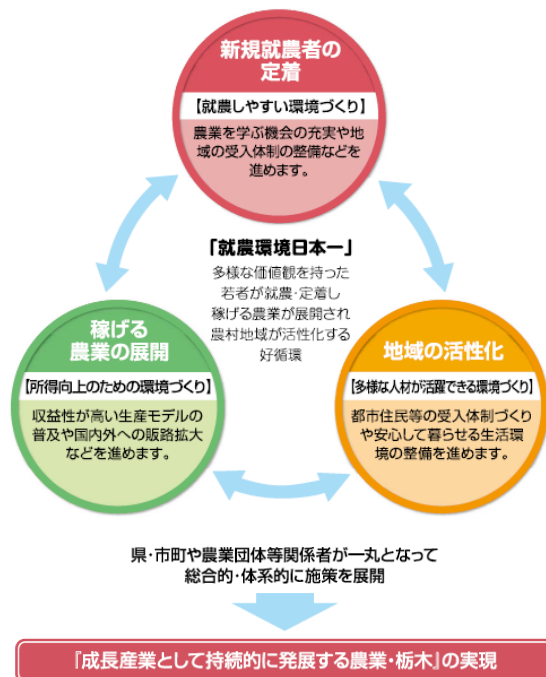 新規就農者の
定着
【就農しやすい環境づくり】
農業を学ぶ機会の充実や地
域の受入体制の整備などを
進めます。
「就農環境日本一」
多様な価値観を持った
若者が就農・定着し
稼げる農業が展開され
農村地域が活性化する
好循環
稼げる
農業の展開
【所得向上のための環境づくり】
収益性が高い生産モデルの
普及や国内外への販路拡大
などを進めます。
地域の活性化
【多様な人材が活躍できる環境づくり】
都市住民等の受入体制づくり
や安心して暮らせる生活環
境の整備を進めます。
県・市町や農業団体等関係者が一丸となって
総合的・体系的に施策を展開
『成長産業として持続的に発展する農業・栃木』の実現